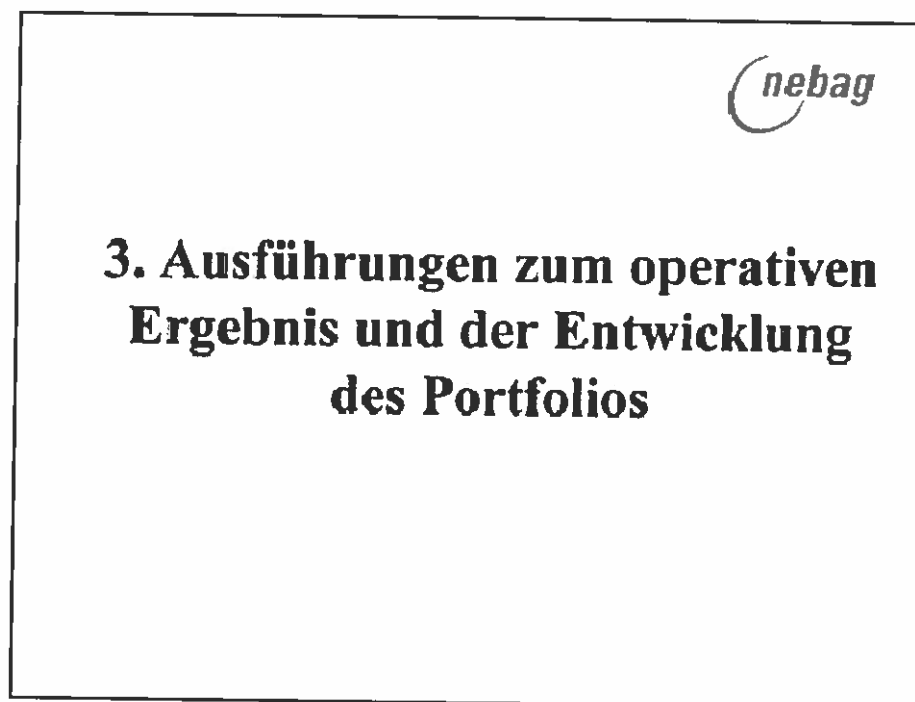 nebag
3. Ausführungen zum operativen
Ergebnis und der Entwicklung
des Portfolios